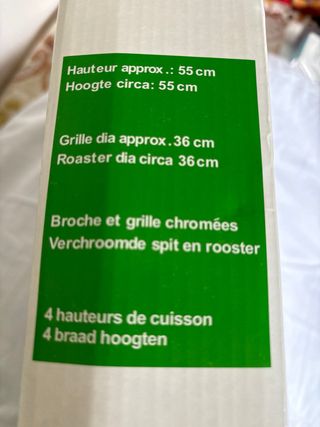 Hauteur approx.: 55 cm
Hoogte circa: 55 cm
Grille dia approx. 36 cm
Roaster dia circa 36 cm
Broche et grille chromées
Verchroomde spit en rooster
4 hauteurs de cuisson
4 braad hoogten